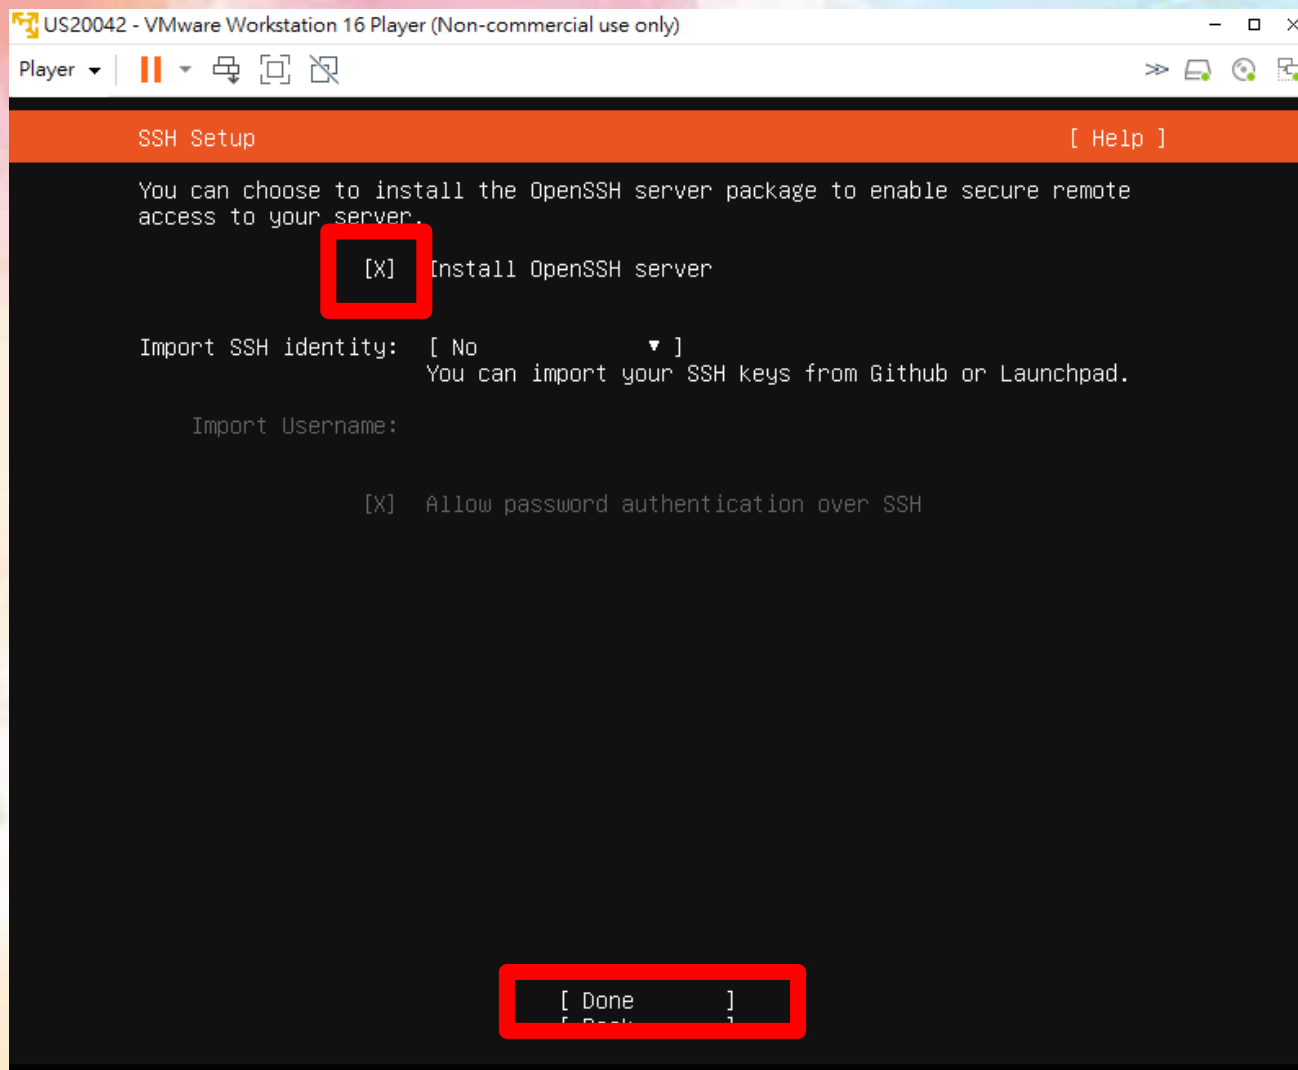 US20042 - VMware Workstation 16 Player (Non-commercial use only)
Player
SSH Setup [ Help ]
You can choose to install the OpenSSH server package to enable secure remote
access to your server.
[X] Install OpenSSH server
Import SSH identity: [ No ▼ ]
You can import your SSH keys from Github or Launchpad.
Import Username:
[X] Allow password authentication over SSH
[ Done ]
[ Back ]